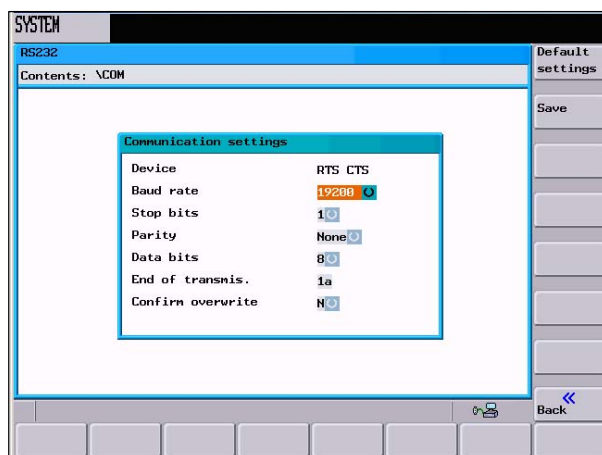 SYSTEM
RS232
Contents: \COM
Default
settings
Save
Communication settings
Device RTS CTS
Baud rate 19200
Stop bits 1
Parity None
Data bits 8
End of transmis. 1a
Confirm overwrite N
Back